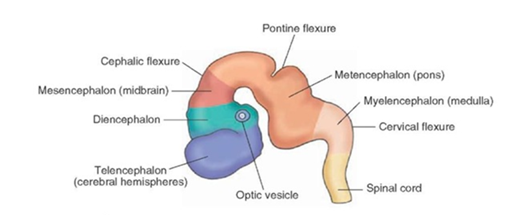 Pontine flexure
Cephalic flexure
Metencephalon (pons)
Mesencephalon (midbrain)
Myelencephalon (medulla)
Diencephalon
Cervical flexure
Telencephalon
(cerebral hemispheres)
Optic vesicle
Spinal cord